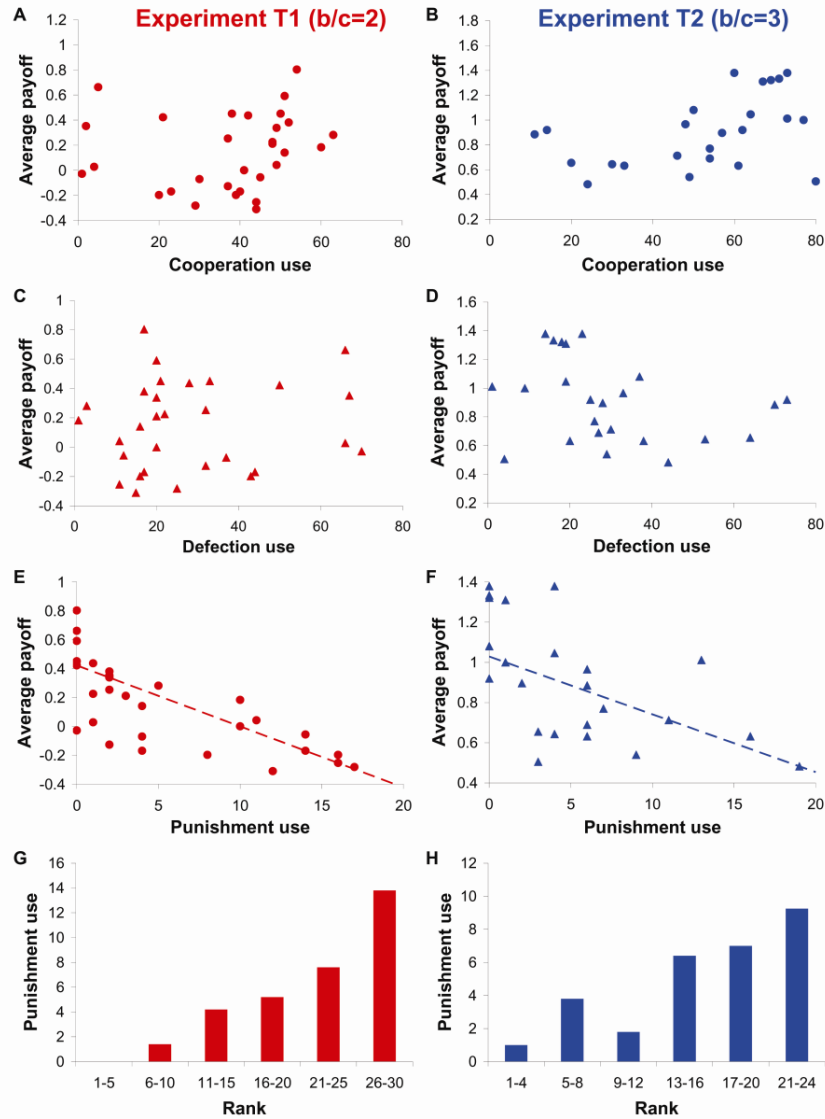 A
Experiment T1 (b/c=2)
1.2
1
0.8
0.6
0.4
0.2
0
-0.2
-0.4
Average payoff
0 20 40 60 80
Cooperation use
B
Experiment T2 (b/c=3)
1.8
1.6
1.4
1.2
1
0.8
0.6
0.4
0.2
Average payoff
0 20 40 60 80
Cooperation use
C
1
0.8
0.6
0.4
0.2
0
-0.2
-0.4
Average payoff
0 20 40 60 80
Defection use
D
1.6
1.4
1.2
1
0.8
0.6
0.4
0.2
Average payoff
0 20 40 60 80
Defection use
E
1
0.8
0.6
0.4
0.2
0
-0.2
-0.4
Average payoff
0 5 10 15 20
Punishment use
F
1.4
1.2
1
0.8
0.6
0.4
Average payoff
0 5 10 15 20
Punishment use
G
16
14
12
10
8
6
4
2
0
Punishment use
1-5 6-10 11-15 16-20 21-25 26-30
Rank
H
12
10
8
6
4
2
0
Punishment use
1-4 5-8 9-12 13-16 17-20 21-24
Rank